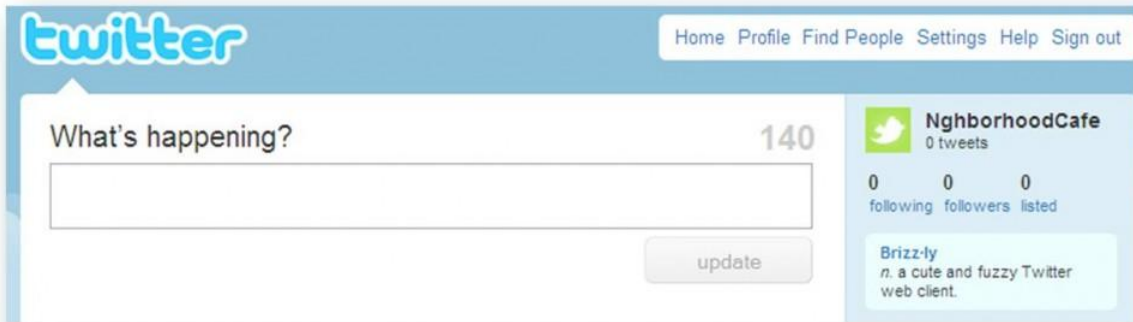 twitter
Home Profile Find People Settings Help Sign out
What's happening?
140
update
NghborhoodCafe
0 tweets
0 0 0
following followers listed
Brizz·ly
n. a cute and fuzzy Twitter
web client.